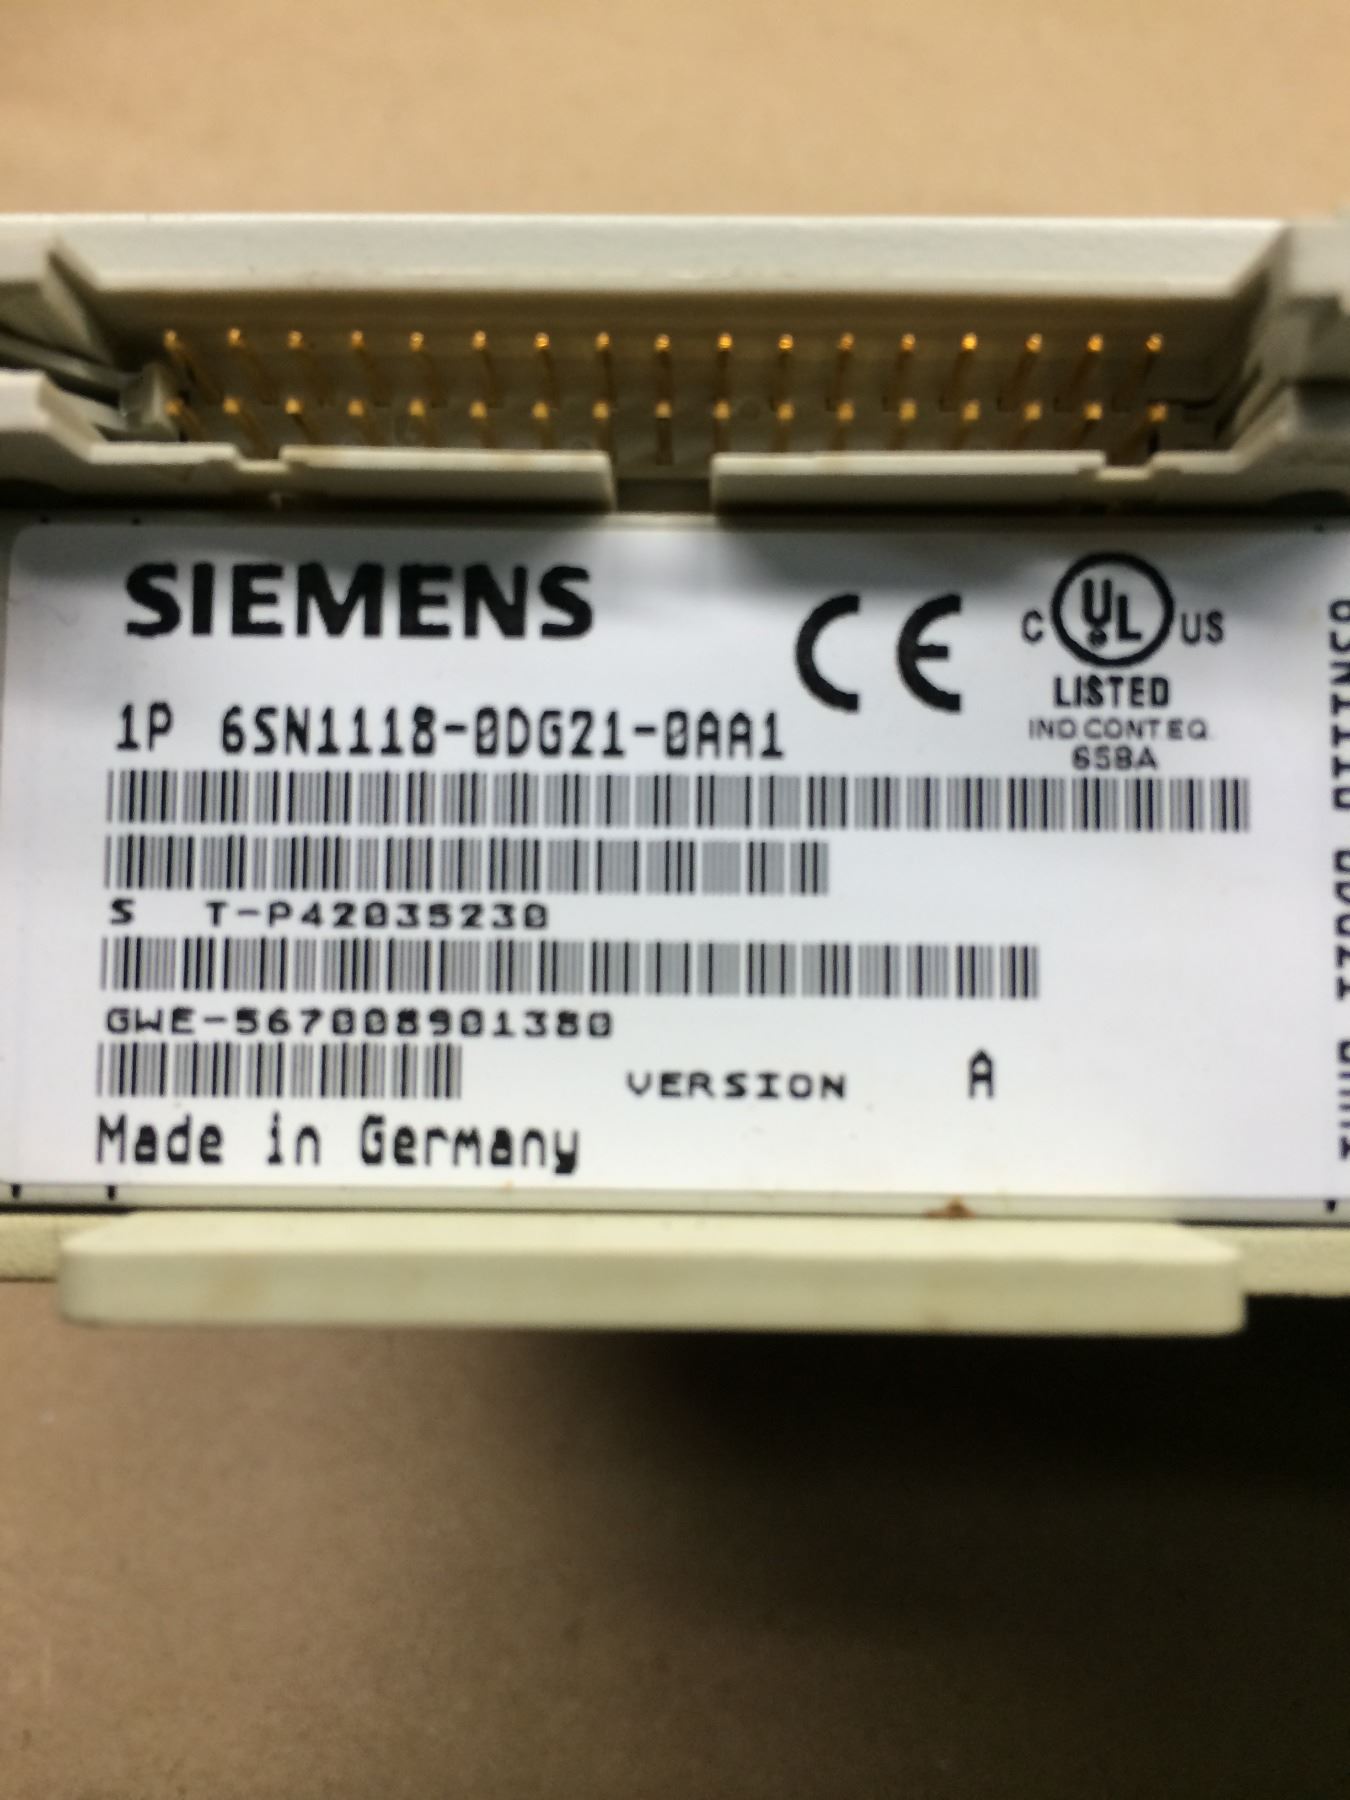 SIEMENS
CE
C UL US
LISTED
IND.CONT.EQ.
6SBA
1P 6SN1118-0DG21-0AA1
S T-P42035230
GWE-567008901380
VERSION A
Made in Germany